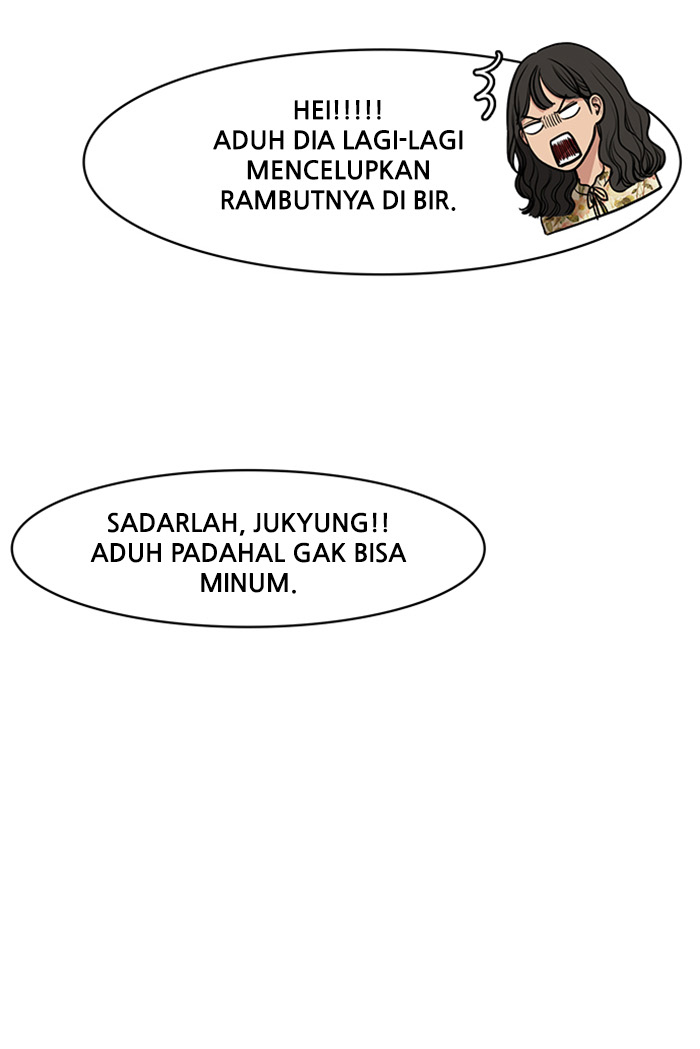 HEI!!!!!
ADUH DIA LAGI-LAGI
MENCELUPKAN
RAMBUTNYA DI BIR.
SADARLAH, JUKYUNG!!
ADUH PADAHAL GAK BISA
MINUM.